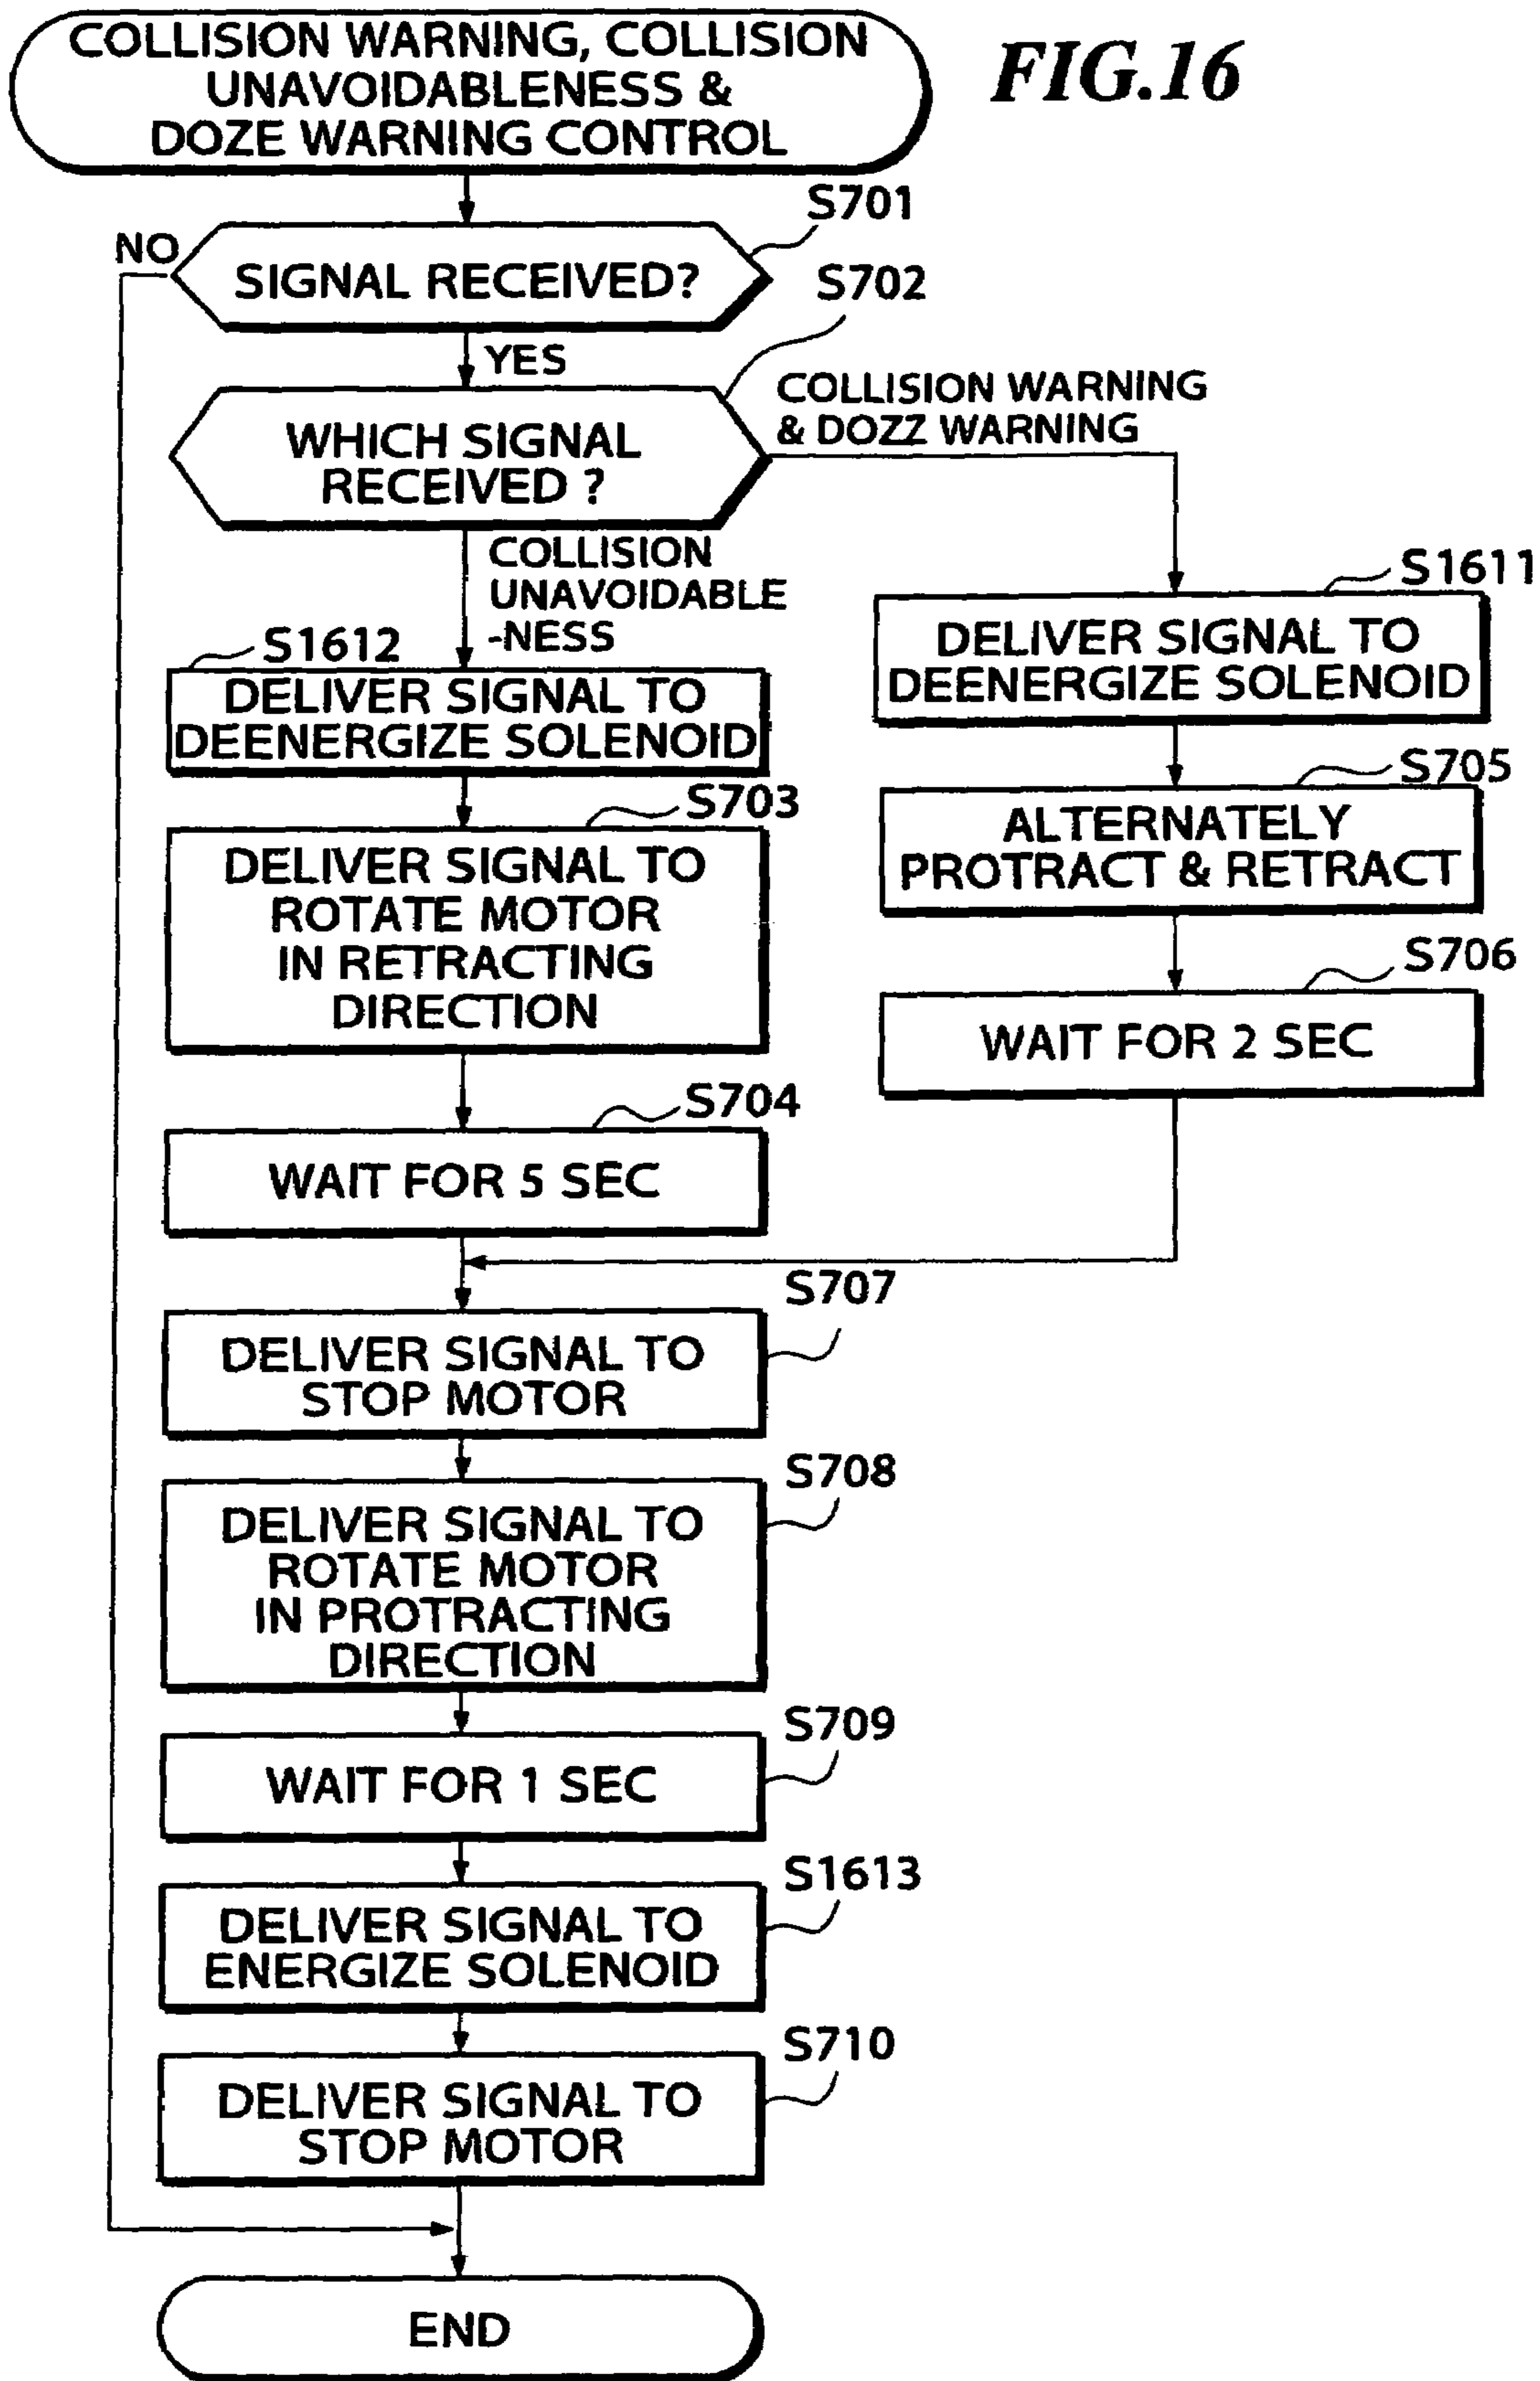 COLLISION WARNING, COLLISION
UNAVOIDABLENESS &
DOZE WARNING CONTROL
FIG.16
S701
NO
SIGNAL RECEIVED?
S702
YES
COLLISION WARNING
& DOZZ WARNING
WHICH SIGNAL
RECEIVED ?
COLLISION
UNAVOIDABLE
-NESS
S1611
DELIVER SIGNAL TO
DEENERGIZE SOLENOID
S1612
DELIVER SIGNAL TO
DEENERGIZE SOLENOID
S705
ALTERNATELY
PROTRACT & RETRACT
S703
DELIVER SIGNAL TO
ROTATE MOTOR
IN RETRACTING
DIRECTION
S706
WAIT FOR 2 SEC
S704
WAIT FOR 5 SEC
S707
DELIVER SIGNAL TO
STOP MOTOR
S708
DELIVER SIGNAL TO
ROTATE MOTOR
IN PROTRACTING
DIRECTION
S709
WAIT FOR 1 SEC
S1613
DELIVER SIGNAL TO
ENERGIZE SOLENOID
S710
DELIVER SIGNAL TO
STOP MOTOR
END